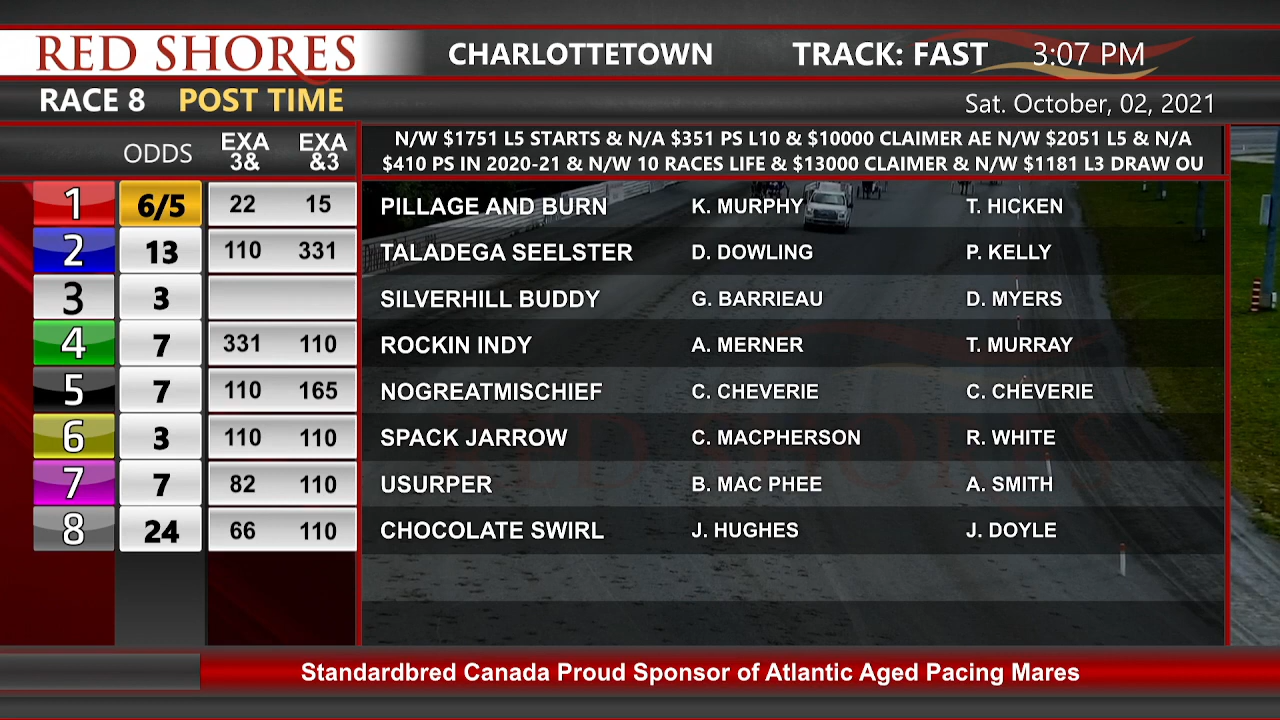 RED SHORES CHARLOTTETOWN TRACK: FAST 3:07 PM
RACE 8 POST TIME Sat. October, 02, 2021
ODDS EXA 3& EXA &3
N/W $1751 L5 STARTS & N/A $351 PS L10 & $10000 CLAIMER AE N/W $2051 L5 & N/A
$410 PS IN 2020-21 & N/W 10 RACES LIFE & $13000 CLAIMER & N/W $1181 L3 DRAW OU
1 6/5 22 15 PILLAGE AND BURN K. MURPHY T. HICKEN
2 13 110 331 TALADEGA SEELSTER D. DOWLING P. KELLY
3 3 SILVERHILL BUDDY G. BARRIEAU D. MYERS
4 7 331 110 ROCKIN INDY A. MERNER T. MURRAY
5 7 110 165 NOGREATMISCHIEF C. CHEVERIE C. CHEVERIE
6 3 110 110 SPACK JARROW C. MACPHERSON R. WHITE
7 7 82 110 USURPER B. MAC PHEE A. SMITH
8 24 66 110 CHOCOLATE SWIRL J. HUGHES J. DOYLE
RED SHORES
Standardbred Canada Proud Sponsor of Atlantic Aged Pacing Mares